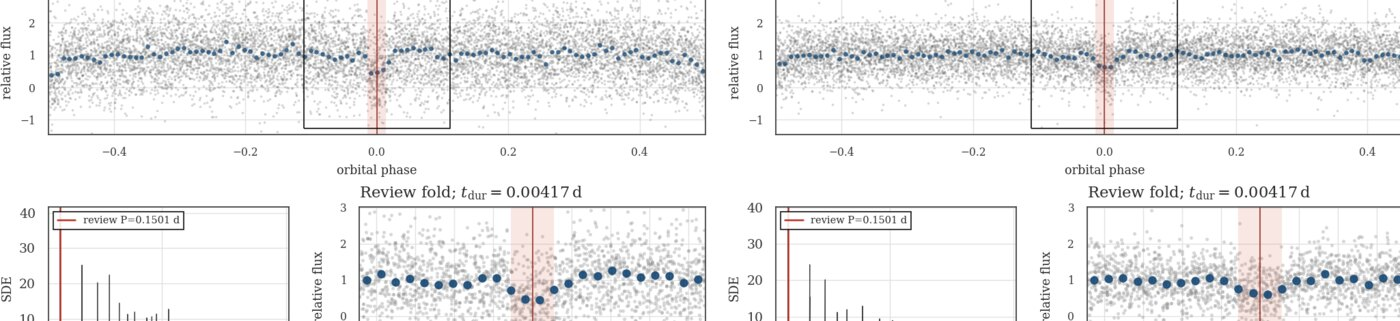 2
1
0
−1
relative flux
−0.4
−0.2
0.0
0.2
0.4
orbital phase
2
1
0
−1
relative flux
−0.4
−0.2
0.0
0.2
0.4
orbital phase
40
30
20
10
SDE
review P=0.1501 d
Review fold; tdur = 0.00417 d
3
2
1
0
relative flux
40
30
20
10
SDE
review P=0.1501 d
Review fold; tdur = 0.00417 d
3
2
1
0
relative flux